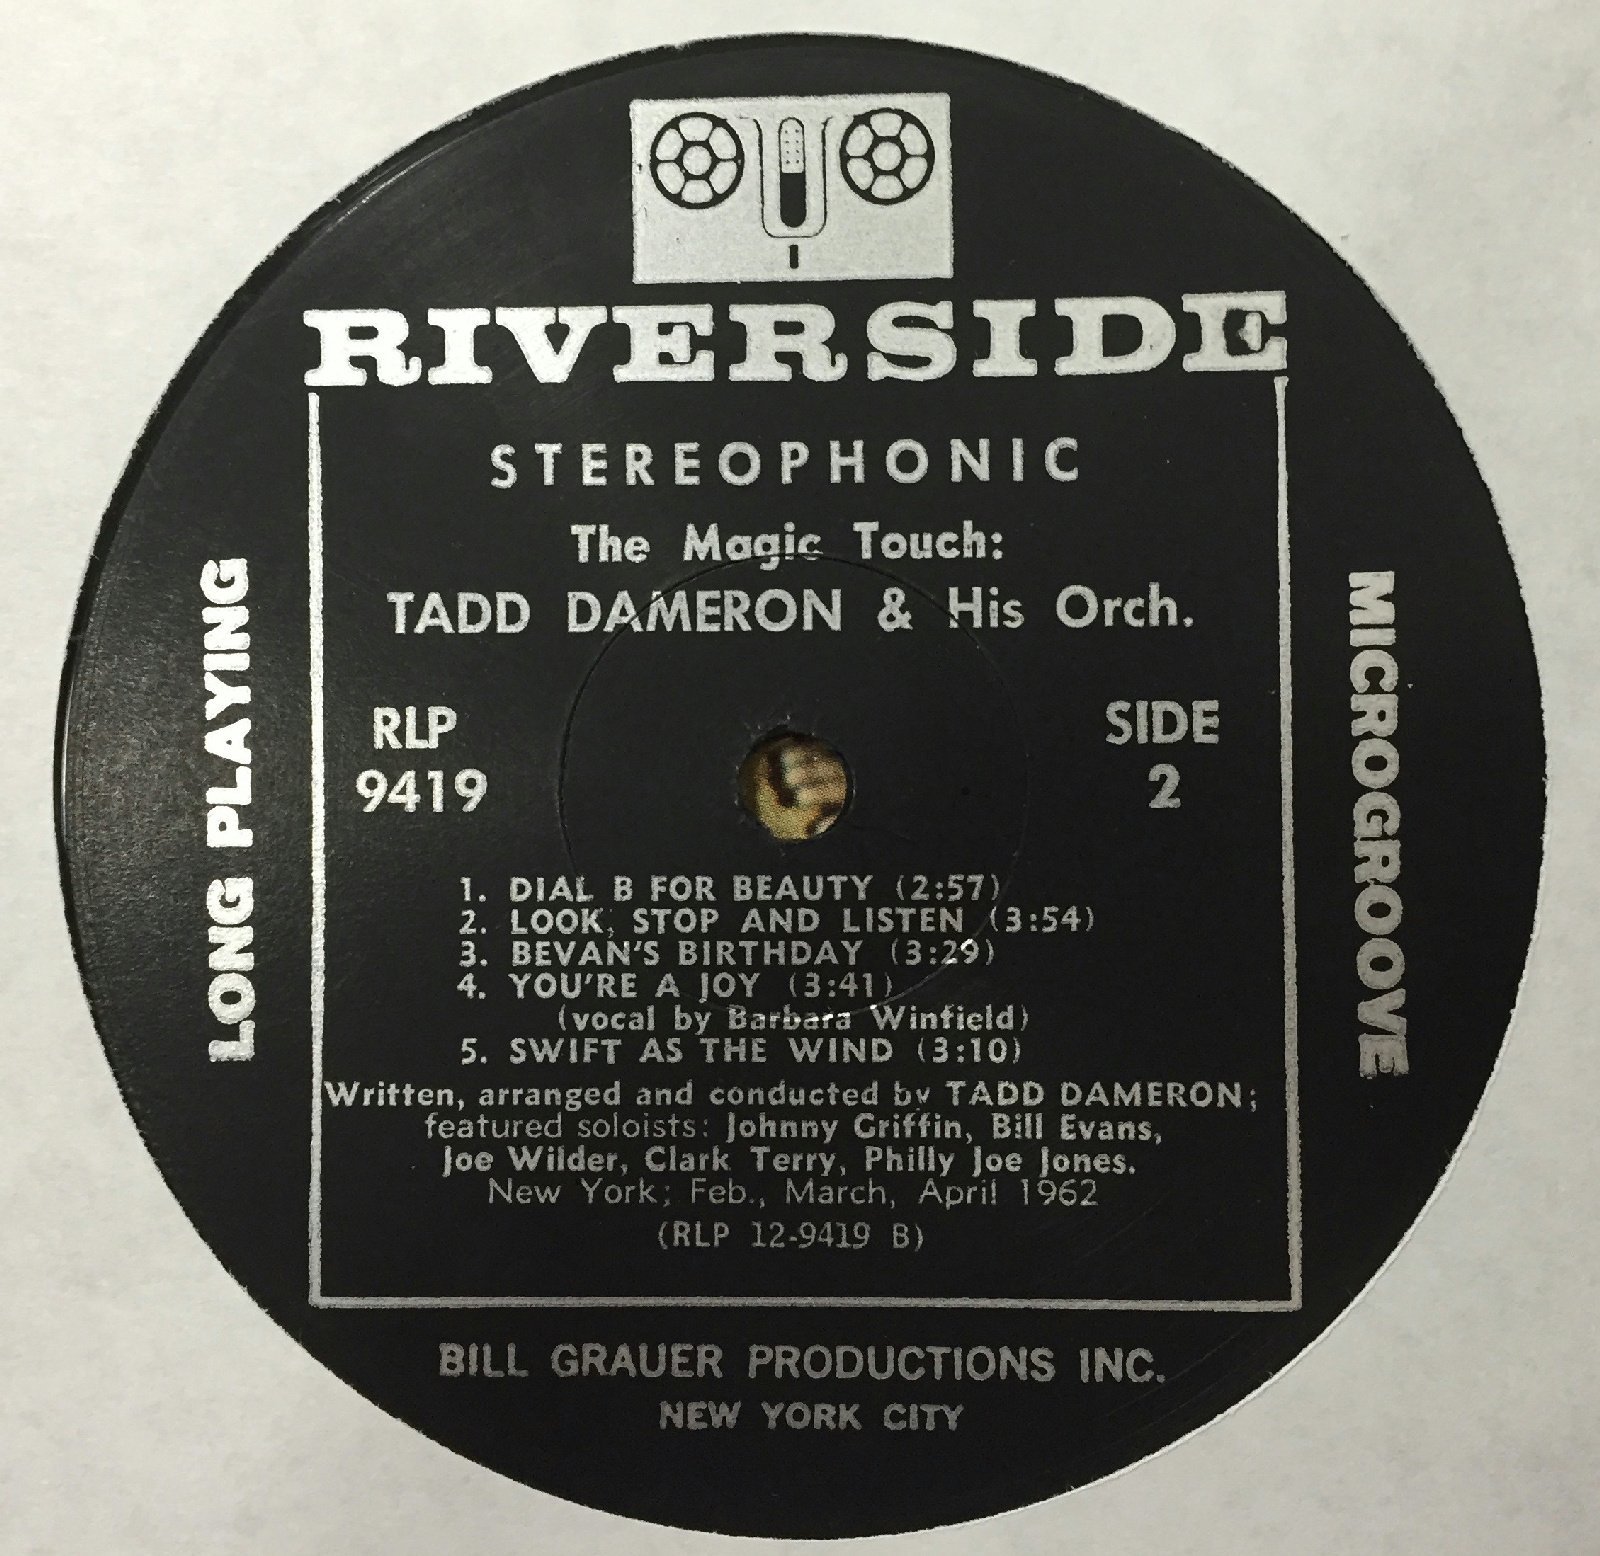 RIVERSIDE
STEREOPHONIC
The Magic Touch:
TADD DAMERON & His Orch.
RLP
9419
SIDE
2
LONG PLAYING
MICROGROOVE
1. DIAL B FOR BEAUTY (2:57)
2. LOOK, STOP AND LISTEN (3:54)
3. BEVAN'S BIRTHDAY (3:29)
4. YOU'RE A JOY (3:41)
(vocal by Barbara Winfield)
5. SWIFT AS THE WIND (3:10)
Written, arranged and conducted by TADD DAMERON;
featured soloists: Johnny Griffin, Bill Evans,
Joe Wilder, Clark Terry, Philly Joe Jones.
New York; Feb., March, April 1962
(RLP 12-9419 B)
BILL GRAUER PRODUCTIONS INC.
NEW YORK CITY